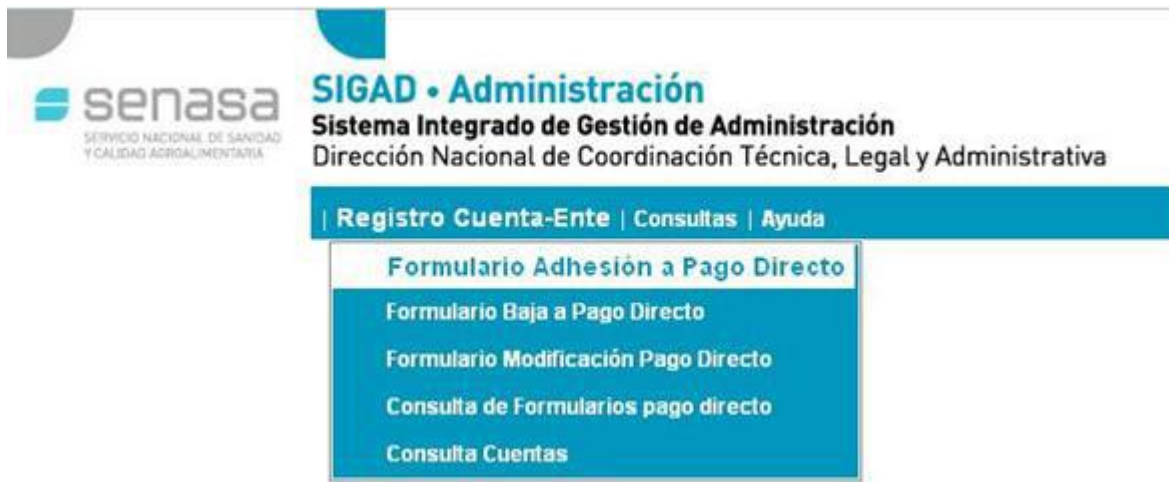 senasa
SERVICIO NACIONAL DE SANIDAD
Y CALIDAD AGROALIMENTARIA
SIGAD • Administración
Sistema Integrado de Gestión de Administración
Dirección Nacional de Coordinación Técnica, Legal y Administrativa
| Registro Cuenta-Ente | Consultas | Ayuda
Formulario Adhesión a Pago Directo
Formulario Baja a Pago Directo
Formulario Modificación Pago Directo
Consulta de Formularios pago directo
Consulta Cuentas